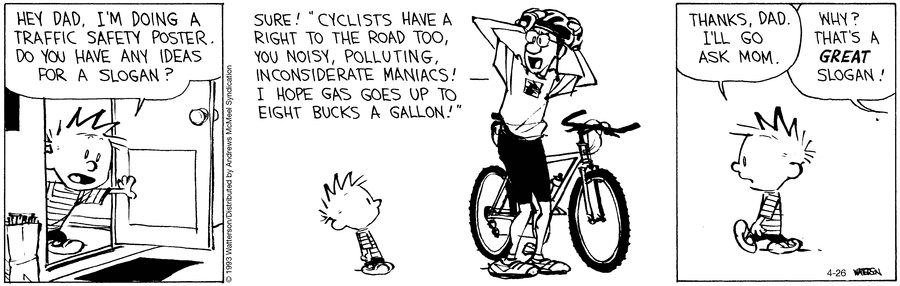 HEY DAD, I'M DOING A
TRAFFIC SAFETY POSTER.
DO YOU HAVE ANY IDEAS
FOR A SLOGAN?
© 1993 Watterson/Distributed by Andrews McMeel Syndication
SURE! "CYCLISTS HAVE A
RIGHT TO THE ROAD TOO,
YOU NOISY, POLLUTING,
INCONSIDERATE MANIACS!
I HOPE GAS GOES UP TO
EIGHT BUCKS A GALLON!"
THANKS, DAD.
I'LL GO
ASK MOM.
WHY?
THAT'S A
GREAT
SLOGAN!
4-26 WATTERSON